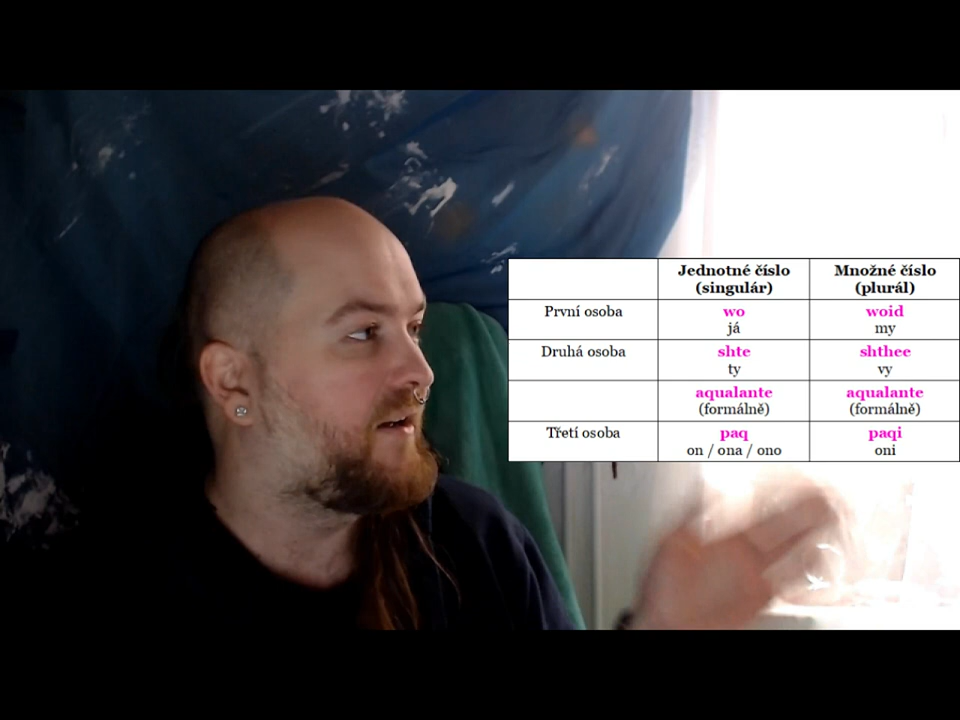 Jednotné číslo
(singulár)
Množné číslo
(plurál)
První osoba
wo
já
woid
my
Druhá osoba
shte
ty
shthee
vy
aqualante
(formálně)
aqualante
(formálně)
Třetí osoba
paq
on / ona / ono
paqi
oni